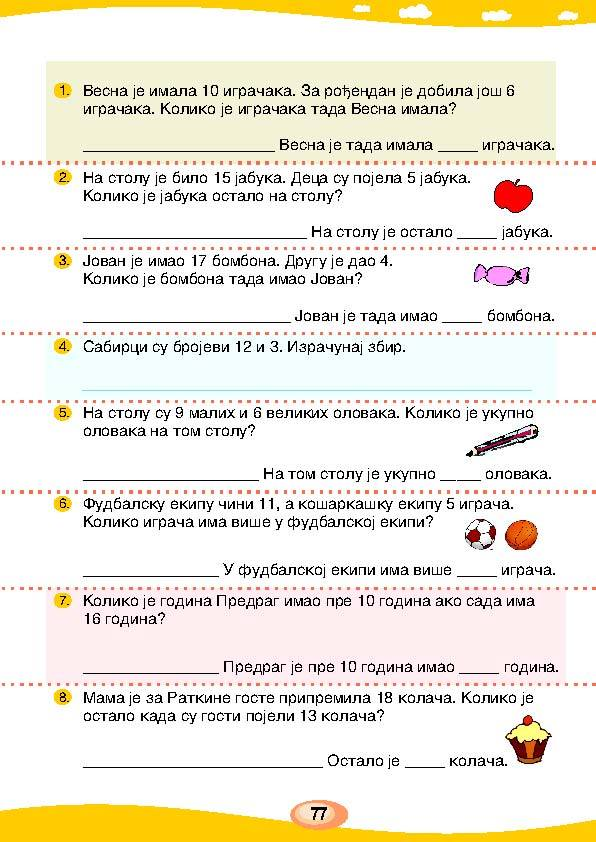 1. Весна је имала 10 играчака. За рођендан је добила још 6
играчака. Колико је играчака тада Весна имала?
______________________ Весна је тада имала _____ играчака.
2. На столу је било 15 јабука. Деца су појела 5 јабука.
Колико је јабука остало на столу?
__________________________ На столу је остало _____ јабука.
3. Јован је имао 17 бомбона. Другу је дао 4.
Колико је бомбона тада имао Јован?
________________________ Јован је тада имао _____ бомбона.
4. Сабирци су бројеви 12 и 3. Израчунај збир.
5. На столу су 9 малих и 6 великих оловака. Колико је укупно
оловака на том столу?
____________________ На том столу је укупно _____ оловака.
6. Фудбалску екипу чини 11, а кошаркашку екипу 5 играча.
Колико играча има више у фудбалској екипи?
________________ У фудбалској екипи има више _____ играча.
7. Колико је година Предраг имао пре 10 година ако сада има
16 година?
________________ Предраг је пре 10 година имао _____ година.
8. Мама је за Раткине госте припремила 18 колача. Колико је
остало када су гости појели 13 колача?
____________________________ Остало је _____ колача.
77